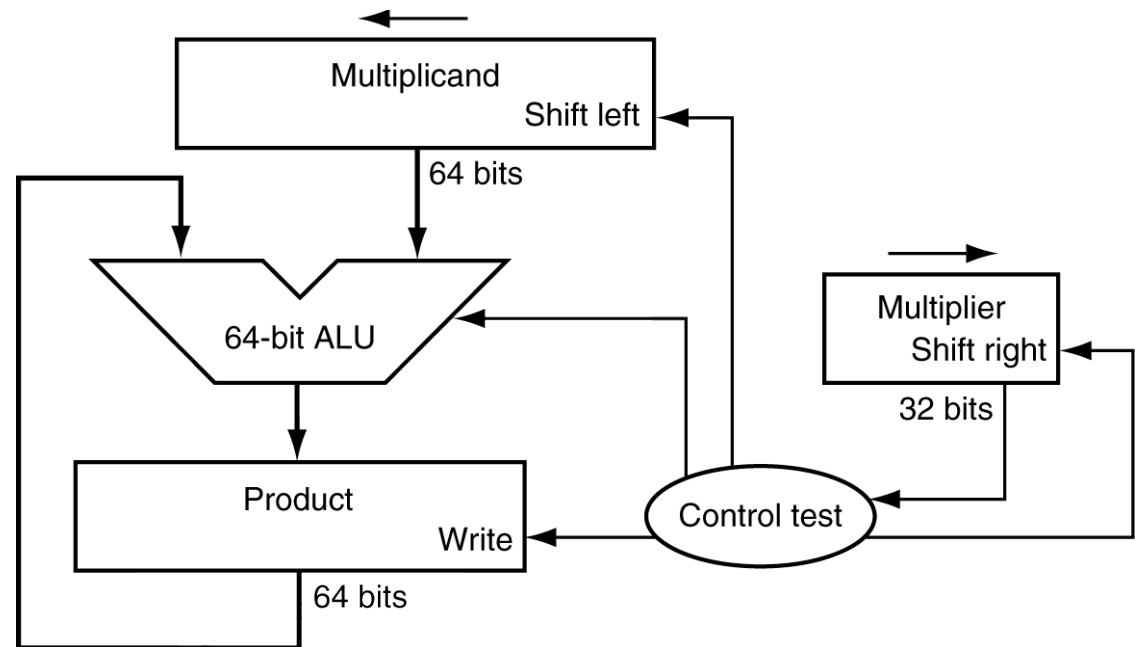 Multiplicand
Shift left
64 bits
64-bit ALU
Multiplier
Shift right
32 bits
Product
Write
Control test
64 bits